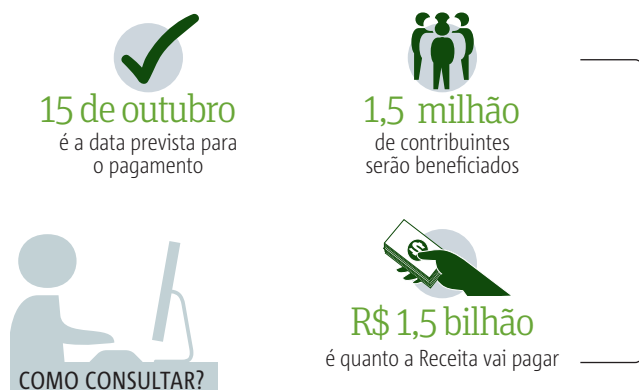 15 de outubro
é a data prevista para
o pagamento
1,5 milhão
de contribuintes
serão beneficiados
R$ 1,5 bilhão
é quanto a Receita vai pagar
COMO CONSULTAR?